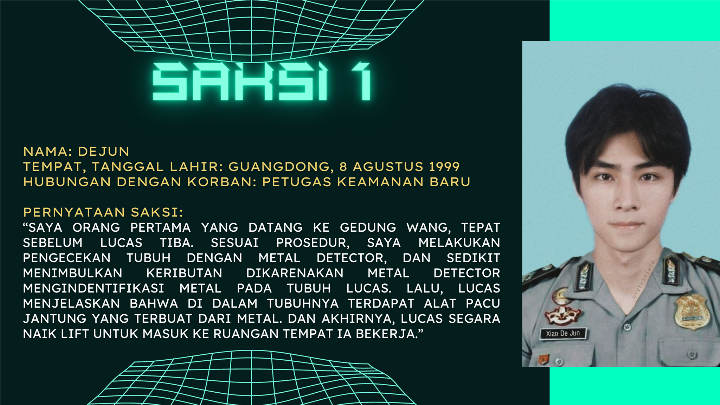 SAKSI 1
NAMA: DEJUN
TEMPAT, TANGGAL LAHIR: GUANGDONG, 8 AGUSTUS 1999
HUBUNGAN DENGAN KORBAN: PETUGAS KEAMANAN BARU
PERNYATAAN SAKSI:
“SAYA ORANG PERTAMA YANG DATANG KE GEDUNG WANG, TEPAT
SEBELUM LUCAS TIBA. SESUAI PROSEDUR, SAYA MELAKUKAN
PENGECEKAN TUBUH DENGAN METAL DETECTOR, DAN SEDIKIT
MENIMBULKAN KERIBUTAN DIKARENAKAN METAL DETECTOR
MENGINDENTIFIKASI METAL PADA TUBUH LUCAS. LALU, LUCAS
MENJELASKAN BAHWA DI DALAM TUBUHNYA TERDAPAT ALAT PACU
JANTUNG YANG TERBUAT DARI METAL. DAN AKHIRNYA, LUCAS SEGARA
NAIK LIFT UNTUK MASUK KE RUANGAN TEMPAT IA BEKERJA.”
Xiao De Jun